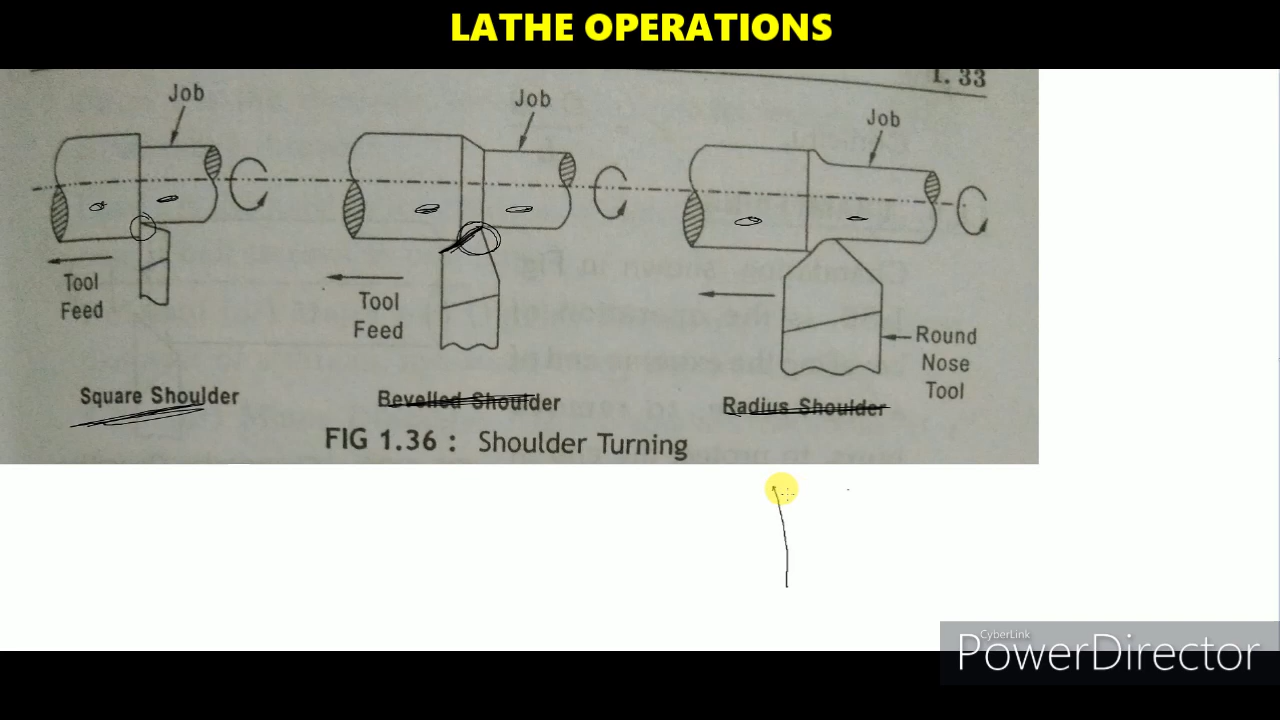 LATHE OPERATIONS
1. 33
Job
Job
Job
Tool
Feed
Tool
Feed
Round
Nose
Tool
Square Shoulder
Bevelled Shoulder
Radius Shoulder
FIG 1.36 : Shoulder Turning
CyberLink
PowerDirector